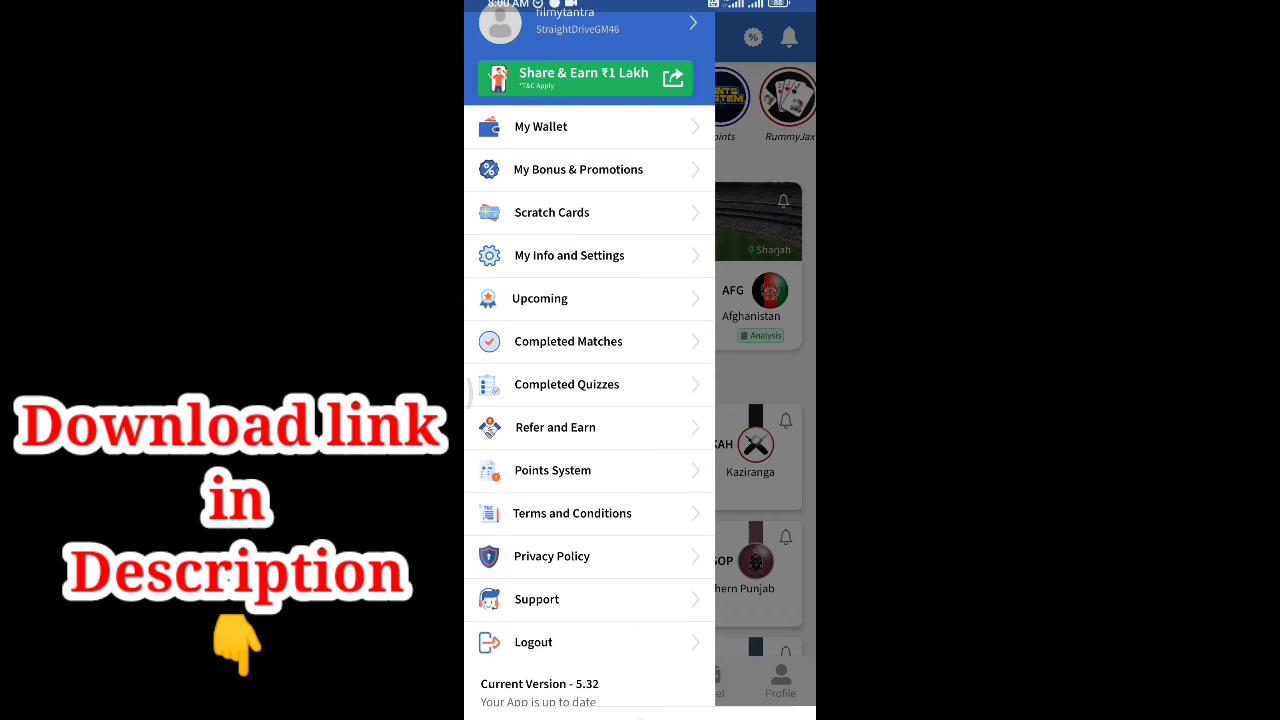 8:00 AM
88
filmytantra
StraightDriveGM46
Share & Earn ₹1 Lakh
*T&C Apply
My Wallet
My Bonus & Promotions
Scratch Cards
My Info and Settings
Upcoming
Completed Matches
Completed Quizzes
Refer and Earn
Points System
Terms and Conditions
Privacy Policy
Support
Logout
Current Version - 5.32
Your App is up to date
RummyJax
Sharjah
AFG
Afghanistan
Analysis
KAH
Kaziranga
Profile
Download link
in
Description